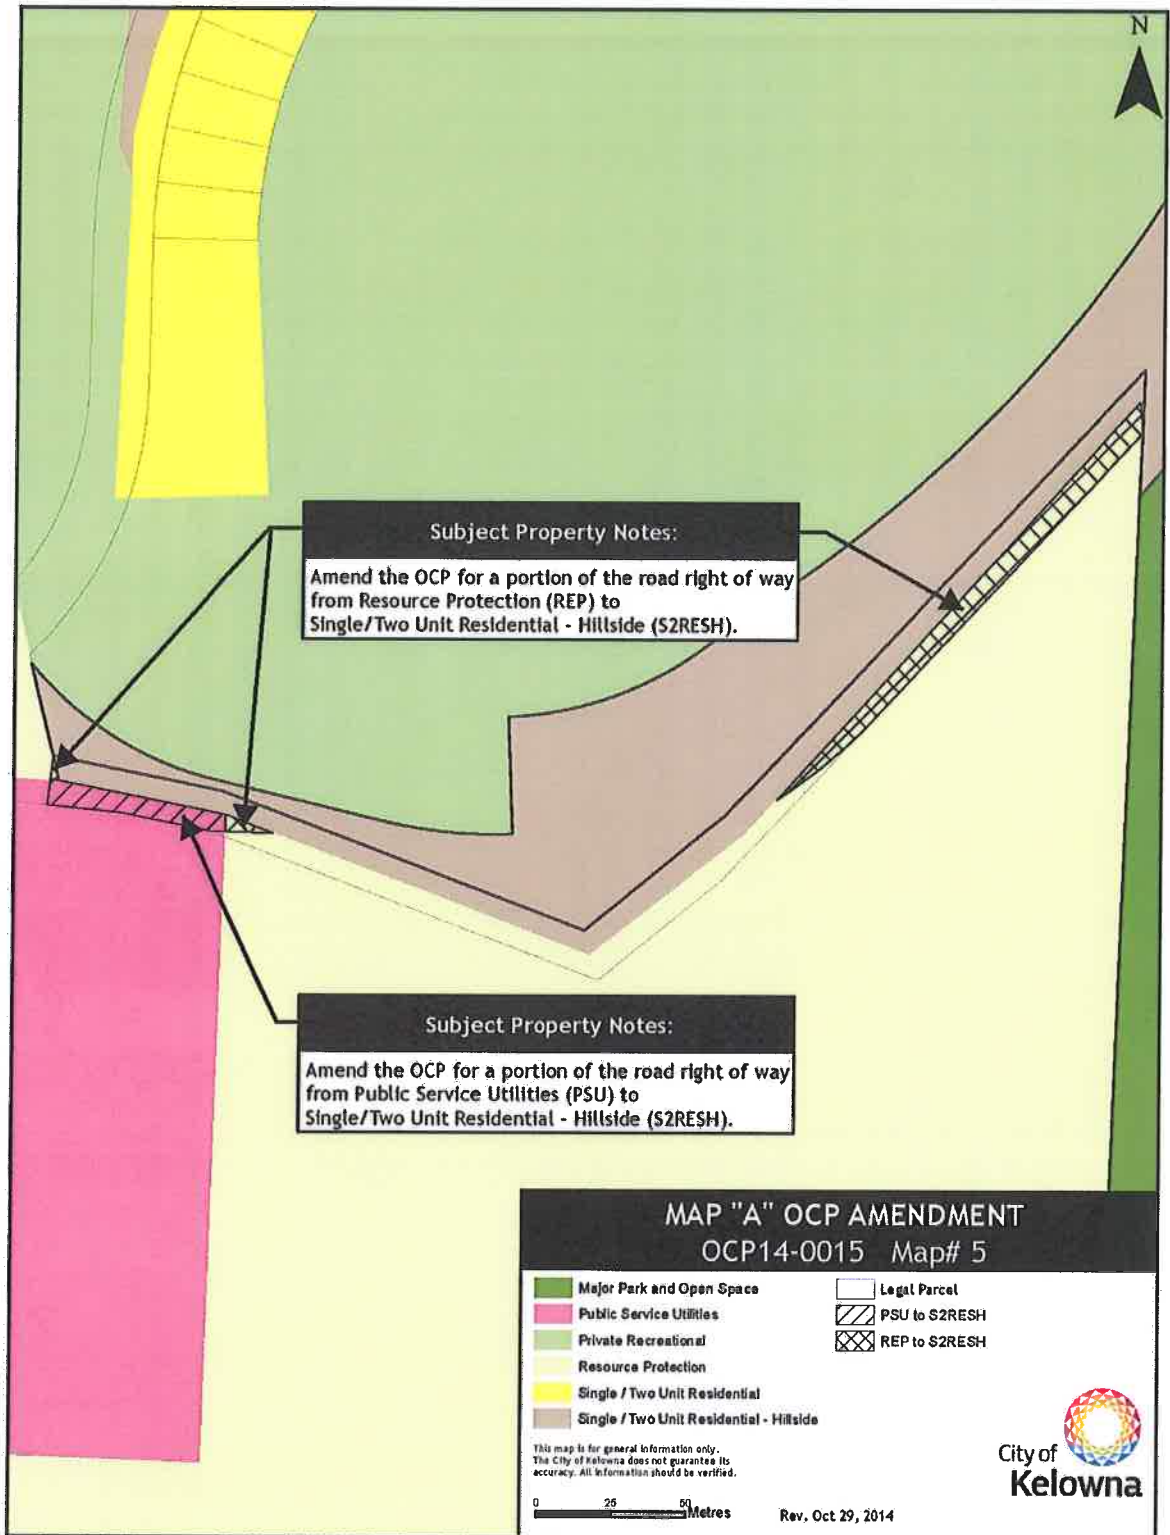 N
Subject Property Notes:
Amend the OCP for a portion of the road right of way
from Resource Protection (REP) to
Single/Two Unit Residential - Hillside (S2RESH).
Subject Property Notes:
Amend the OCP for a portion of the road right of way
from Public Service Utilities (PSU) to
Single/Two Unit Residential - Hillside (S2RESH).
MAP "A" OCP AMENDMENT
OCP14-0015 Map# 5
Major Park and Open Space
Public Service Utilities
Private Recreational
Resource Protection
Single / Two Unit Residential
Single / Two Unit Residential - Hillside
Legal Parcel
PSU to S2RESH
REP to S2RESH
This map is for general information only.
The City of Kelowna does not guarantee its
accuracy. All information should be verified.
0 25 50 Metres
Rev. Oct 29, 2014
City of
Kelowna